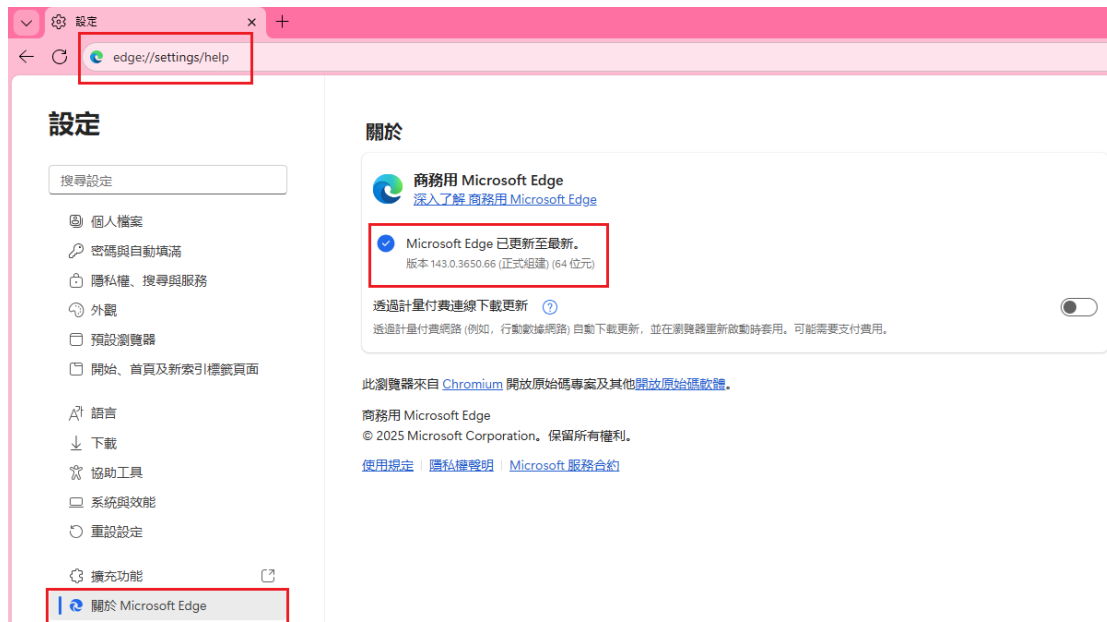 設定
edge://settings/help
設定
搜尋設定
個人檔案
密碼與自動填滿
隱私權、搜尋與服務
外觀
預設瀏覽器
開始、首頁及新索引標籤頁面
語言
下載
協助工具
系統與效能
重設設定
擴充功能
關於 Microsoft Edge
關於
商務用 Microsoft Edge
深入了解 商務用 Microsoft Edge
Microsoft Edge 已更新至最新。
版本 143.0.3650.66 (正式組建) (64 位元)
透過計量付費連線下載更新
透過計量付費網路 (例如，行動數據網路) 自動下載更新，並在瀏覽器重新啟動時套用。可能需要支付費用。
此瀏覽器來自 Chromium 開放原始碼專案及其他開放原始碼軟體。
商務用 Microsoft Edge
© 2025 Microsoft Corporation。保留所有權利。
使用規定 隱私權聲明 Microsoft 服務合約